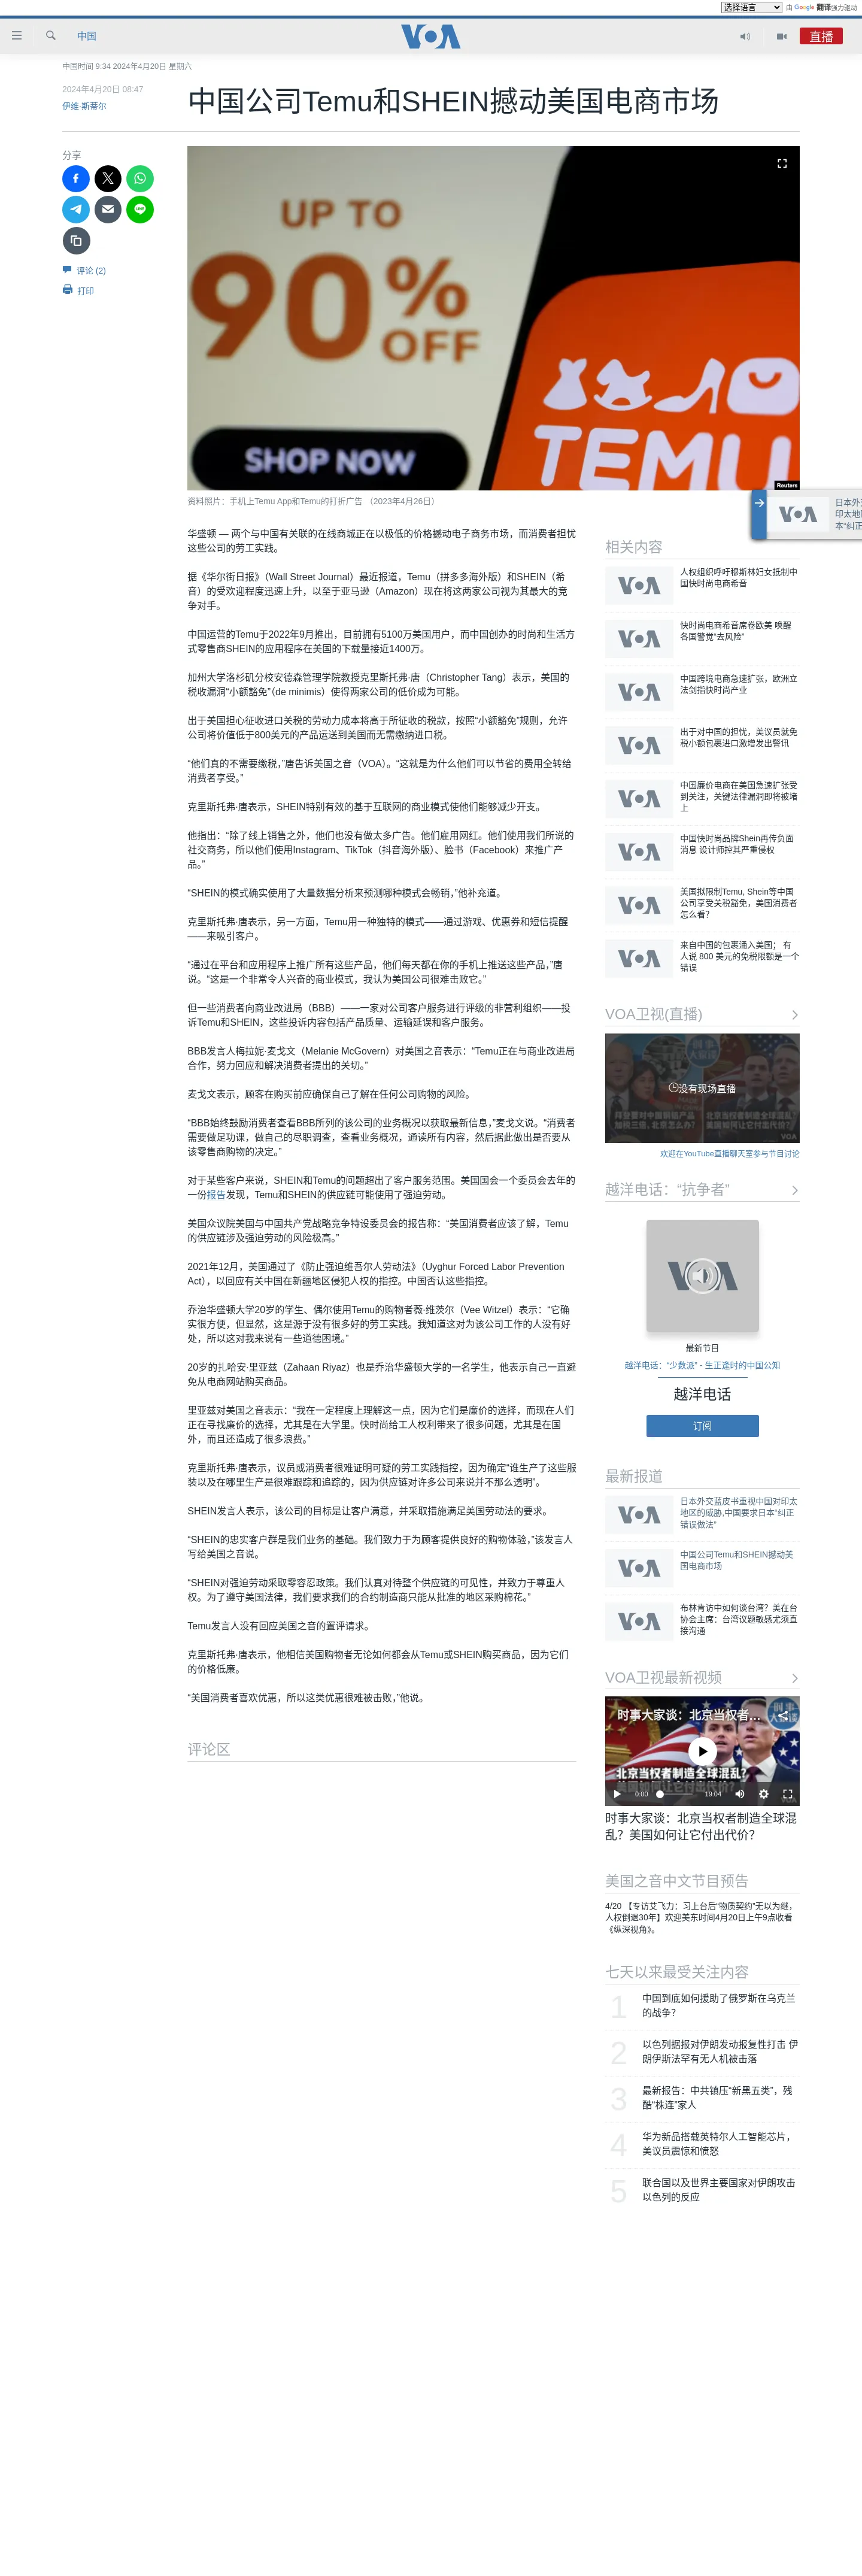 选择语言
由 Google 翻译强力驱动
中国
VOA
直播
中国时间 9:34 2024年4月20日 星期六
2024年4月20日 08:47
伊维·斯蒂尔
中国公司Temu和SHEIN撼动美国电商市场
分享
评论 (2)
打印
UP TO
90%
OFF
SHOP NOW
TEMU
Reuters
资料照片：手机上Temu App和Temu的打折广告 （2023年4月26日）
华盛顿 — 两个与中国有关联的在线商城正在以极低的价格撼动电子商务市场，而消费者担忧
这些公司的劳工实践。
据《华尔街日报》（Wall Street Journal）最近报道，Temu（拼多多海外版）和SHEIN（希
音）的受欢迎程度迅速上升，以至于亚马逊（Amazon）现在将这两家公司视为其最大的竞
争对手。
中国运营的Temu于2022年9月推出，目前拥有5100万美国用户，而中国创办的时尚和生活方
式零售商SHEIN的应用程序在美国的下载量接近1400万。
加州大学洛杉矶分校安德森管理学院教授克里斯托弗·唐（Christopher Tang）表示，美国的
税收漏洞“小额豁免”（de minimis）使得两家公司的低价成为可能。
出于美国担心征收进口关税的劳动力成本将高于所征收的税款，按照“小额豁免”规则，允许
公司将价值低于800美元的产品运送到美国而无需缴纳进口税。
“他们真的不需要缴税，”唐告诉美国之音（VOA）。“这就是为什么他们可以节省的费用全转给
消费者享受。”
克里斯托弗·唐表示，SHEIN特别有效的基于互联网的商业模式使他们能够减少开支。
他指出：“除了线上销售之外，他们也没有做太多广告。他们雇用网红。他们使用我们所说的
社交商务，所以他们使用Instagram、TikTok（抖音海外版）、脸书（Facebook）来推广产
品。”
“SHEIN的模式确实使用了大量数据分析来预测哪种模式会畅销，”他补充道。
克里斯托弗·唐表示，另一方面，Temu用一种独特的模式——通过游戏、优惠券和短信提醒
——来吸引客户。
“通过在平台和应用程序上推广所有这些产品，他们每天都在你的手机上推送这些产品，”唐
说。“这是一个非常令人兴奋的商业模式，我认为美国公司很难击败它。”
但一些消费者向商业改进局（BBB）——一家对公司客户服务进行评级的非营利组织——投
诉Temu和SHEIN，这些投诉内容包括产品质量、运输延误和客户服务。
BBB发言人梅拉妮·麦戈文（Melanie McGovern）对美国之音表示：“Temu正在与商业改进局
合作，努力回应和解决消费者提出的关切。”
麦戈文表示，顾客在购买前应确保自己了解在任何公司购物的风险。
“BBB始终鼓励消费者查看BBB所列的该公司的业务概况以获取最新信息，”麦戈文说。“消费者
需要做足功课，做自己的尽职调查，查看业务概况，通读所有内容，然后据此做出是否要从
该零售商购物的决定。”
对于某些客户来说，SHEIN和Temu的问题超出了客户服务范围。美国国会一个委员会去年的
一份报告发现，Temu和SHEIN的供应链可能使用了强迫劳动。
美国众议院美国与中国共产党战略竞争特设委员会的报告称：“美国消费者应该了解，Temu
的供应链涉及强迫劳动的风险极高。”
2021年12月，美国通过了《防止强迫维吾尔人劳动法》（Uyghur Forced Labor Prevention
Act），以回应有关中国在新疆地区侵犯人权的指控。中国否认这些指控。
乔治华盛顿大学20岁的学生、偶尔使用Temu的购物者薇·维茨尔（Vee Witzel）表示：“它确
实很方便，但显然，这是源于没有很多好的劳工实践。我知道这对为该公司工作的人没有好
处，所以这对我来说有一些道德困境。”
20岁的扎哈安·里亚兹（Zahaan Riyaz）也是乔治华盛顿大学的一名学生，他表示自己一直避
免从电商网站购买商品。
里亚兹对美国之音表示：“我在一定程度上理解这一点，因为它们是廉价的选择，而现在人们
正在寻找廉价的选择，尤其是在大学里。快时尚给工人权利带来了很多问题，尤其是在国
外，而且还造成了很多浪费。”
克里斯托弗·唐表示，议员或消费者很难证明可疑的劳工实践指控，因为确定“谁生产了这些服
装以及在哪里生产是很难跟踪和追踪的，因为供应链对许多公司来说并不那么透明”。
SHEIN发言人表示，该公司的目标是让客户满意，并采取措施满足美国劳动法的要求。
“SHEIN的忠实客户群是我们业务的基础。我们致力于为顾客提供良好的购物体验，”该发言人
写给美国之音说。
“SHEIN对强迫劳动采取零容忍政策。我们认真对待整个供应链的可见性，并致力于尊重人
权。为了遵守美国法律，我们要求我们的合约制造商只能从批准的地区采购棉花。”
Temu发言人没有回应美国之音的置评请求。
克里斯托弗·唐表示，他相信美国购物者无论如何都会从Temu或SHEIN购买商品，因为它们
的价格低廉。
“美国消费者喜欢优惠，所以这类优惠很难被击败，”他说。
评论区
VOA
日本外
印太地
本“纠正
相关内容
人权组织呼吁穆斯林妇女抵制中
国快时尚电商希音
快时尚电商希音席卷欧美 唤醒
各国警觉“去风险”
中国跨境电商急速扩张，欧洲立
法剑指快时尚产业
出于对中国的担忧，美议员就免
税小额包裹进口激增发出警讯
中国廉价电商在美国急速扩张受
到关注，关键法律漏洞即将被堵
上
中国快时尚品牌Shein再传负面
消息 设计师控其严重侵权
美国拟限制Temu, Shein等中国
公司享受关税豁免，美国消费者
怎么看？
来自中国的包裹涌入美国； 有
人说 800 美元的免税限额是一个
错误
VOA卫视(直播)
没有现场直播
欢迎在YouTube直播聊天室参与节目讨论
越洋电话：“抗争者”
VOA
最新节目
越洋电话：“少数派” - 生正逢时的中国公知
越洋电话
订阅
最新报道
日本外交蓝皮书重视中国对印太
地区的威胁,中国要求日本“纠正
错误做法”
中国公司Temu和SHEIN撼动美
国电商市场
布林肯访中如何谈台湾？美在台
协会主席：台湾议题敏感尤须直
接沟通
VOA卫视最新视频
时事大家谈：北京当权者...
北京当权者制造全球混乱？
0:00
19:04
时事大家谈：北京当权者制造全球混
乱？美国如何让它付出代价？
美国之音中文节目预告
4/20 【专访艾飞力：习上台后“物质契约”无以为继，
人权倒退30年】欢迎美东时间4月20日上午9点收看
《纵深视角》。
七天以来最受关注内容
1
中国到底如何援助了俄罗斯在乌克兰
的战争？
2
以色列据报对伊朗发动报复性打击 伊
朗伊斯法罕有无人机被击落
3
最新报告：中共镇压“新黑五类”，残
酷“株连”家人
4
华为新品搭载英特尔人工智能芯片，
美议员震惊和愤怒
5
联合国以及世界主要国家对伊朗攻击
以色列的反应